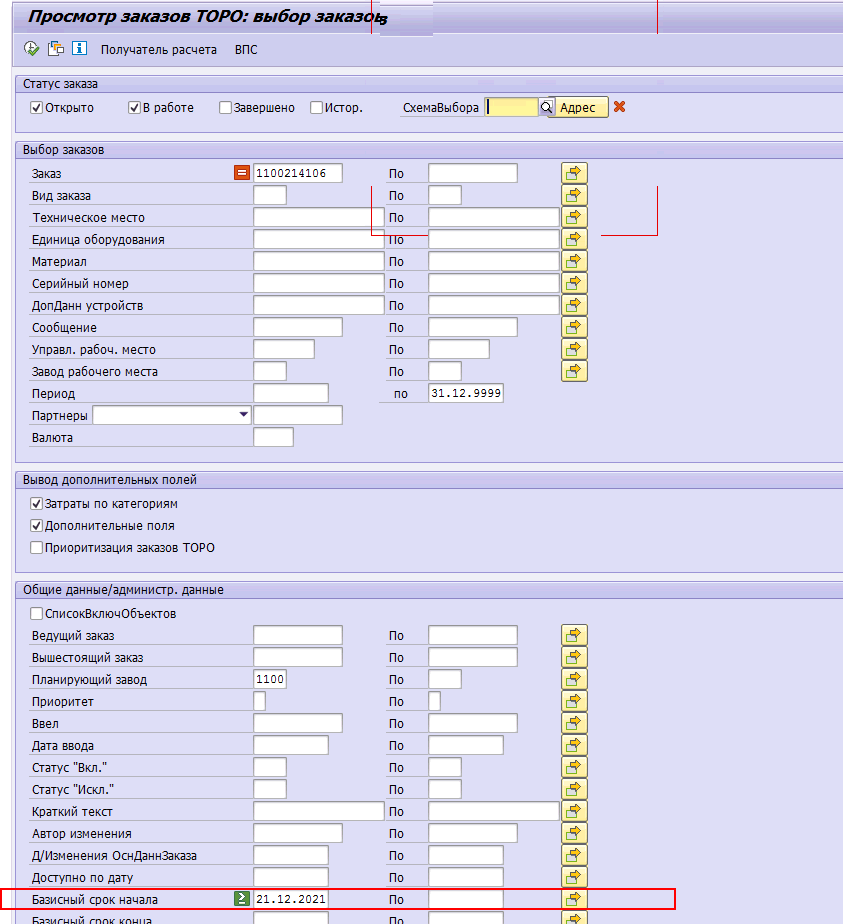 Просмотр заказов ТОРО: выбор заказов
Получатель расчета ВПС
Статус заказа
Открыто В работе Завершено Истор. СхемаВыбора Адрес
Выбор заказов
Заказ 1100214106 По
Вид заказа По
Техническое место По
Единица оборудования По
Материал По
Серийный номер По
ДопДанн устройств По
Сообщение По
Управл. рабоч. место По
Завод рабочего места По
Период по 31.12.9999
Партнеры
Валюта
Вывод дополнительных полей
Затраты по категориям
Дополнительные поля
Приоритизация заказов ТОРО
Общие данные/администр. данные
СписокВключОбъектов
Ведущий заказ По
Вышестоящий заказ По
Планирующий завод 1100 По
Приоритет По
Ввел По
Дата ввода По
Статус "Вкл." По
Статус "Искл." По
Краткий текст По
Автор изменения По
Д/Изменения ОснДаннЗаказа По
Доступно по дату По
Базисный срок начала 21.12.2021 По
Базисный срок конца По